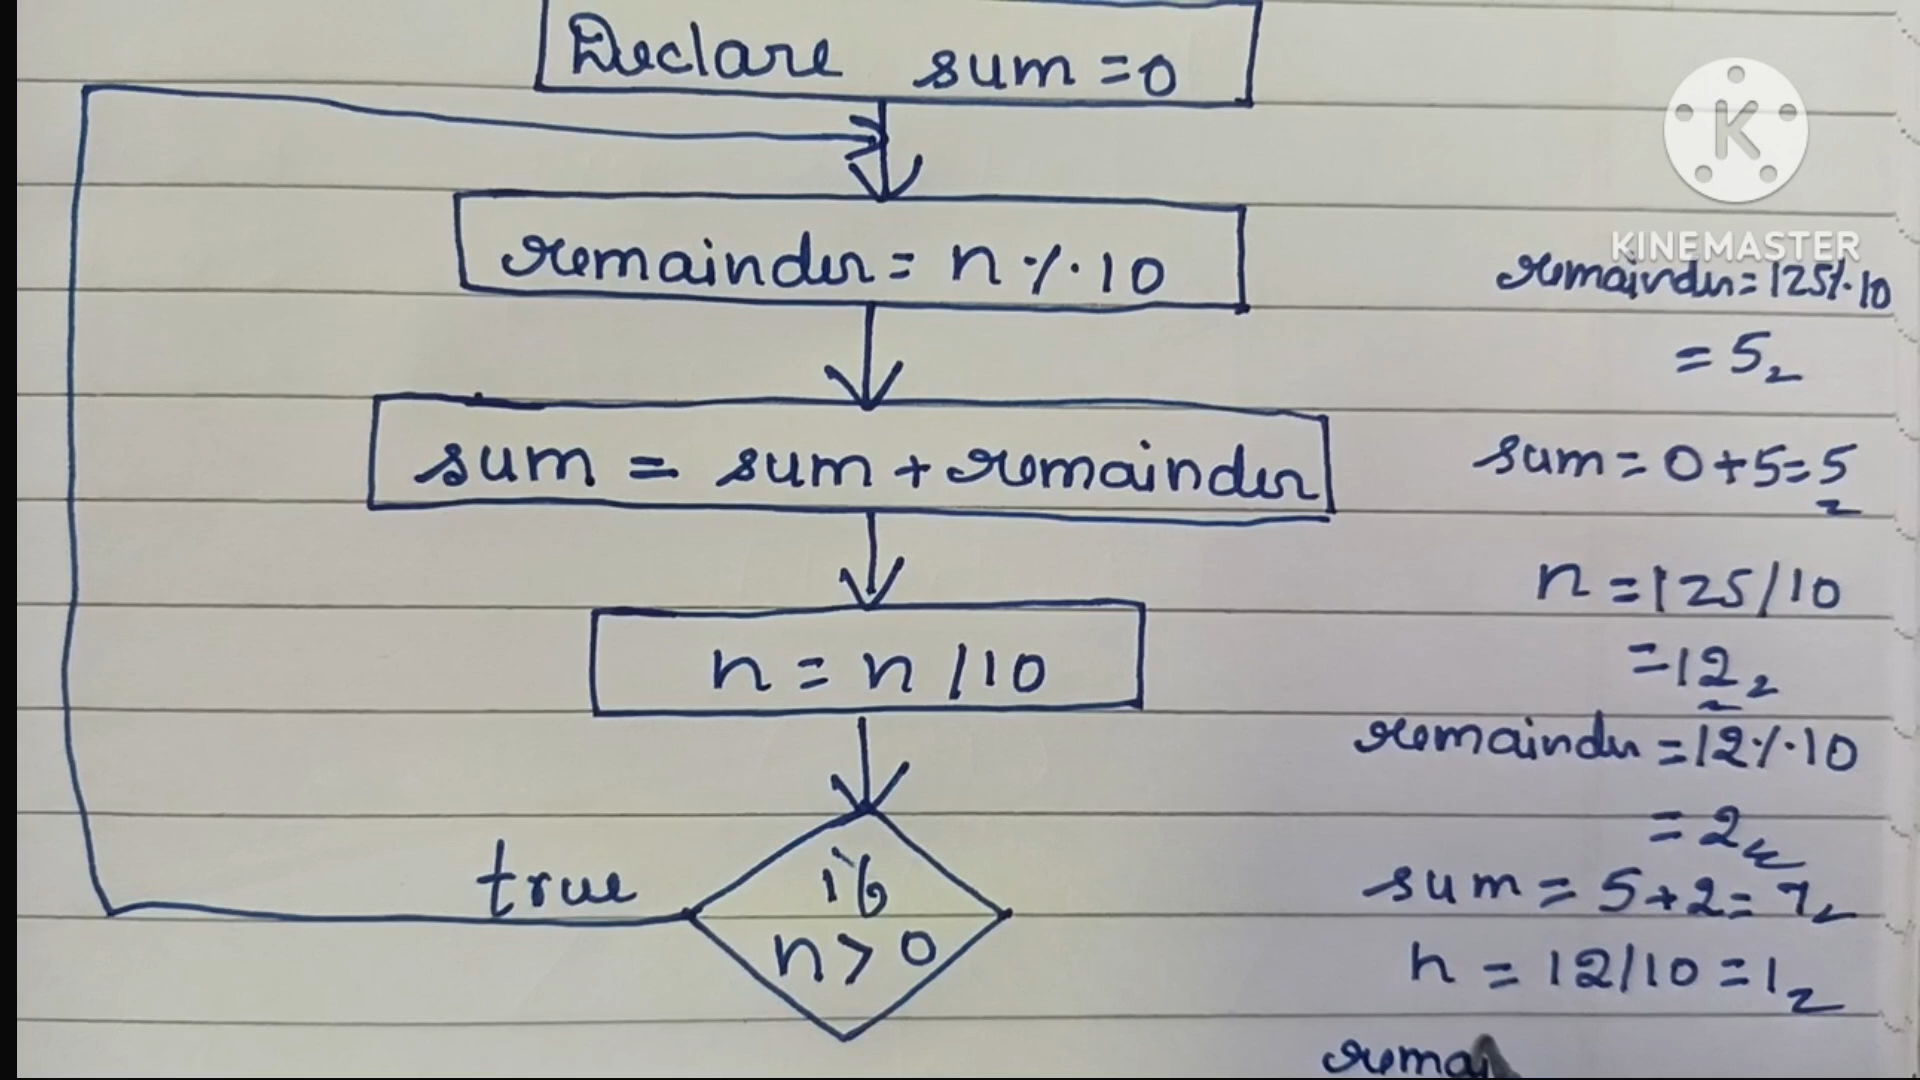 Declare sum = 0
remainder = n % 10
sum = sum + remainder
n = n / 10
if
n > 0
true
K
KINEMASTER
remainder = 125 % 10
= 5
sum = 0 + 5 = 5
n = 125 / 10
= 12
remainder = 12 % 10
= 2
sum = 5 + 2 = 7
n = 12 / 10 = 1
remai